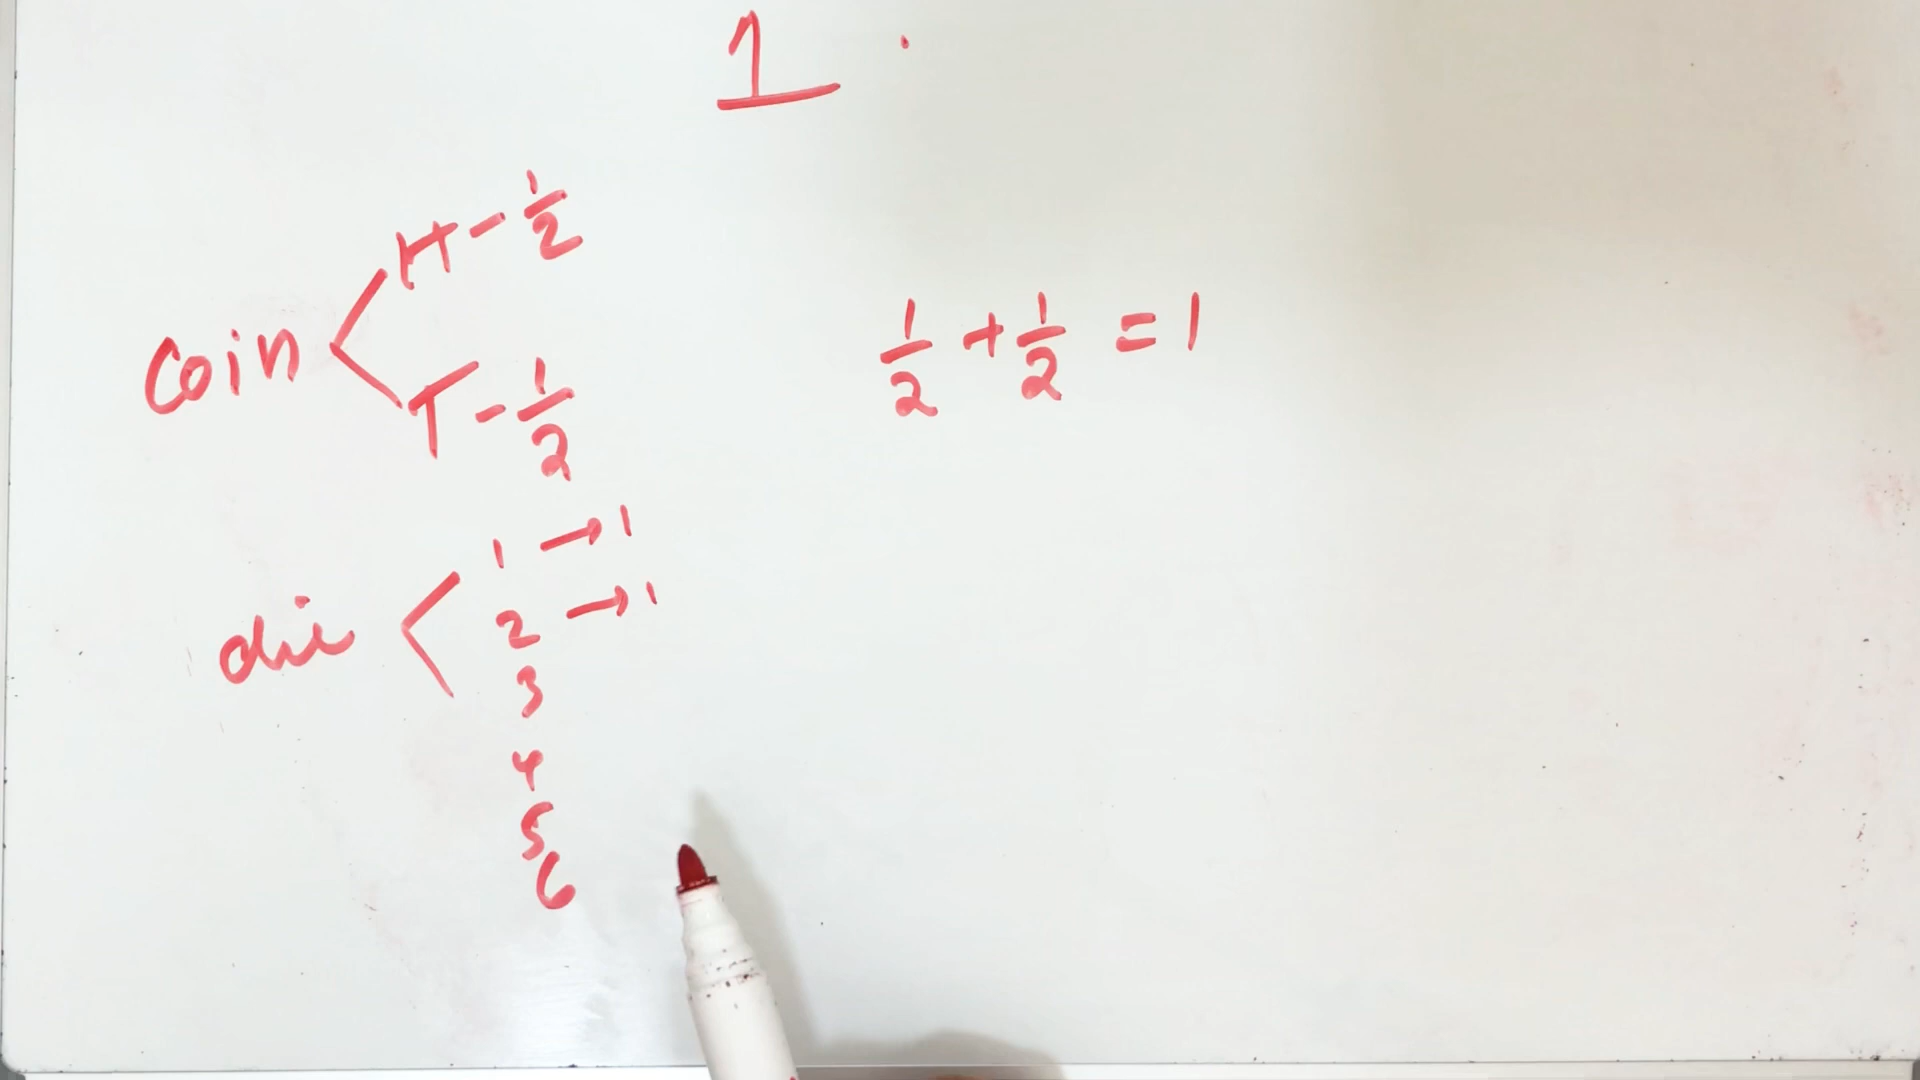 1
H - 1/2
coin
T - 1/2
1/2 + 1/2 = 1
1 → 1
die
2 → 1
3
4
5
6